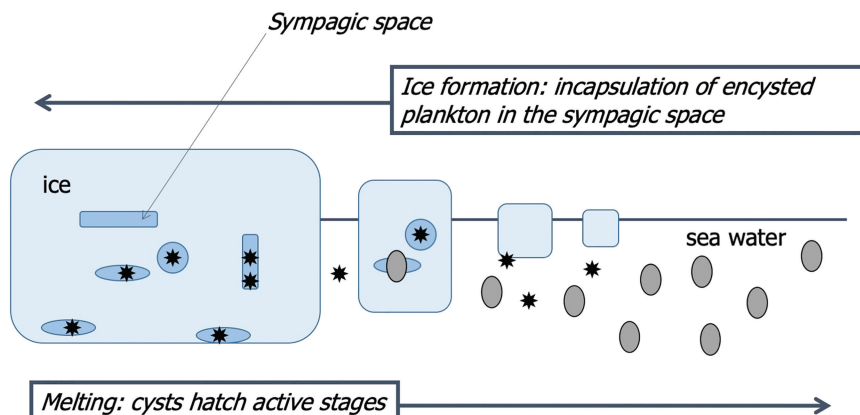 Sympagic space
Ice formation: incapsulation of encysted
plankton in the sympagic space
ice
sea water
Melting: cysts hatch active stages